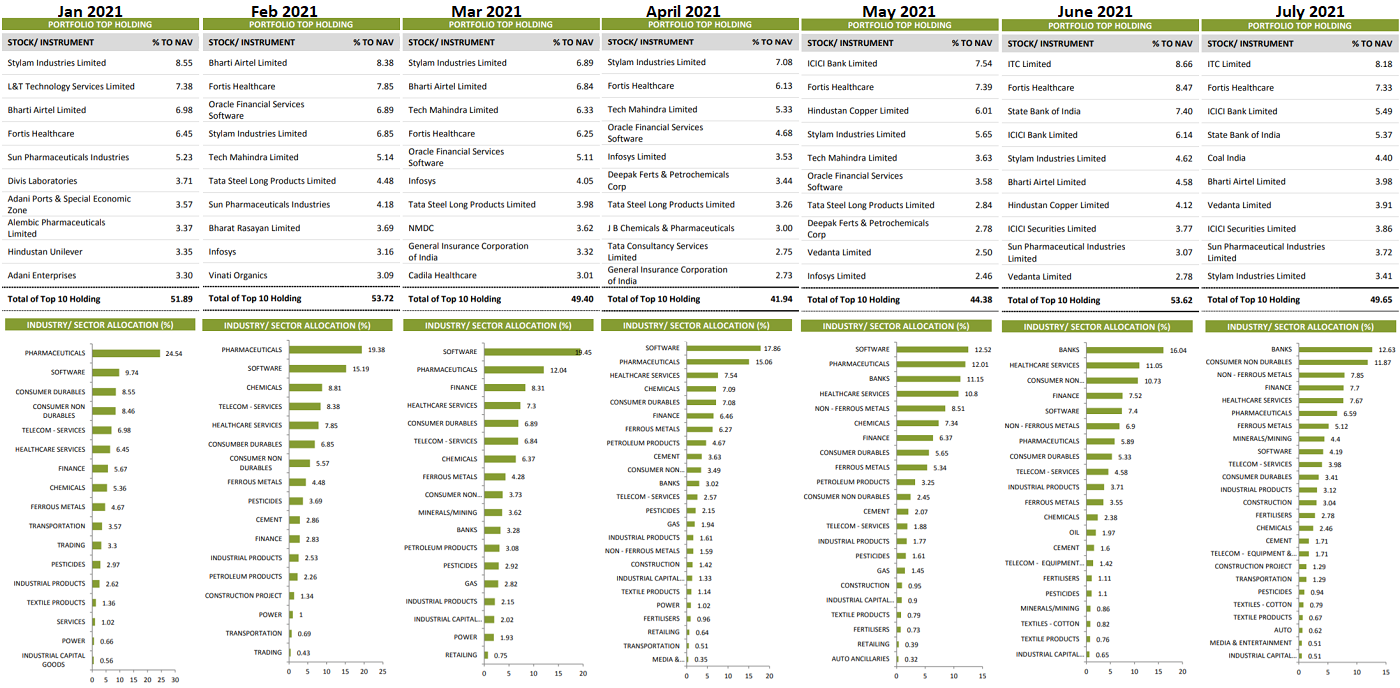 Jan 2021
PORTFOLIO TOP HOLDING
STOCK/ INSTRUMENT % TO NAV
Stylam Industries Limited 8.55
L&T Technology Services Limited 7.38
Bharti Airtel Limited 6.98
Fortis Healthcare 6.45
Sun Pharmaceuticals Industries 5.23
Divis Laboratories 3.71
Adani Ports & Special Economic
Zone 3.57
Alembic Pharmaceuticals
Limited 3.37
Hindustan Unilever 3.35
Adani Enterprises 3.30
Total of Top 10 Holding 51.89
INDUSTRY/ SECTOR ALLOCATION (%)
PHARMACEUTICALS 24.54
SOFTWARE 9.74
CONSUMER DURABLES 8.55
CONSUMER NON
DURABLES 8.46
TELECOM - SERVICES 6.98
HEALTHCARE SERVICES 6.45
FINANCE 5.67
CHEMICALS 5.36
FERROUS METALS 4.67
TRANSPORTATION 3.57
TRADING 3.3
PESTICIDES 2.97
INDUSTRIAL PRODUCTS 2.62
TEXTILE PRODUCTS 1.36
SERVICES 1.02
POWER 0.66
INDUSTRIAL CAPITAL
GOODS 0.56
0 5 10 15 20 25 30
Feb 2021
PORTFOLIO TOP HOLDING
STOCK/ INSTRUMENT % TO NAV
Bharti Airtel Limited 8.38
Fortis Healthcare 7.85
Oracle Financial Services
Software 6.89
Stylam Industries Limited 6.85
Tech Mahindra Limited 5.14
Tata Steel Long Products Limited 4.48
Sun Pharmaceuticals Industries 4.18
Bharat Rasayan Limited 3.69
Infosys 3.16
Vinati Organics 3.09
Total of Top 10 Holding 53.72
INDUSTRY/ SECTOR ALLOCATION (%)
PHARMACEUTICALS 19.38
SOFTWARE 15.19
CHEMICALS 8.81
TELECOM - SERVICES 8.38
HEALTHCARE SERVICES 7.85
CONSUMBER DURABLES 6.85
CONSUMER NON
DURABLES 5.57
FERROUS METALS 4.48
PESTICIDES 3.69
CEMENT 2.86
FINANCE 2.83
INDUSTRIAL PRODUCTS 2.53
PETROLEUM PRODUCTS 2.26
CONSTRUCTION PROJECT 1.34
POWER 1
TRANSPORTATION 0.69
TRADING 0.43
0 5 10 15 20 25
Mar 2021
PORTFOLIO TOP HOLDING
STOCK/ INSTRUMENT % TO NAV
Stylam Industries Limited 6.89
Bharti Airtel Limited 6.84
Tech Mahindra Limited 6.33
Fortis Healthcare 6.25
Oracle Financial Services
Software 5.11
Infosys 4.05
Tata Steel Long Products Limited 3.98
NMDC 3.62
General Insurance Corporation
of India 3.32
Cadila Healthcare 3.01
Total of Top 10 Holding 49.40
INDUSTRY/ SECTOR ALLOCATION (%)
SOFTWARE 19.45
PHARMACEUTICALS 12.04
FINANCE 8.31
HEALTHCARE SERVICES 7.3
CONSUMER DURABLES 6.89
TELECOM - SERVICES 6.84
CHEMICALS 6.37
FERROUS METALS 4.28
CONSUMER NON... 3.73
MINERALS/MINING 3.62
BANKS 3.28
PETROLEUM PRODUCTS 3.08
PESTICIDES 2.92
GAS 2.82
INDUSTRIAL PRODUCTS 2.15
INDUSTRIAL CAPITAL... 2.02
POWER 1.93
RETAILING 0.75
0 5 10 15 20
April 2021
PORTFOLIO TOP HOLDING
STOCK/ INSTRUMENT % TO NAV
Stylam Industries Limited 7.08
Fortis Healthcare 6.13
Tech Mahindra Limited 5.33
Oracle Financial Services
Software 4.68
Infosys Limited 3.53
Deepak Ferts & Petrochemicals
Corp 3.44
Tata Steel Long Products Limited 3.26
J B Chemicals & Pharmaceuticals 3.00
Tata Consultancy Services
Limited 2.75
General Insurance Corporation
of India 2.73
Total of Top 10 Holding 41.94
INDUSTRY/ SECTOR ALLOCATION (%)
SOFTWARE 17.86
PHARMACEUTICALS 15.06
HEALTHCARE SERVICES 7.54
CHEMICALS 7.09
CONSUMER DURABLES 7.08
FINANCE 6.46
FERROUS METALS 6.27
PETROLEUM PRODUCTS 4.67
CEMENT 3.63
CONSUMER NON... 3.49
BANKS 3.02
TELECOM - SERVICES 2.57
PESTICIDES 2.15
GAS 1.94
INDUSTRIAL PRODUCTS 1.61
NON - FERROUS METALS 1.59
CONSTRUCTION 1.42
INDUSTRIAL CAPITAL... 1.33
TEXTILE PRODUCTS 1.14
POWER 1.02
FERTILISERS 0.96
RETAILING 0.64
TRANSPORTATION 0.51
MEDIA &... 0.35
0 5 10 15 20
May 2021
PORTFOLIO TOP HOLDING
STOCK/ INSTRUMENT % TO NAV
ICICI Bank Limited 7.54
Fortis Healthcare 7.39
Hindustan Copper Limited 6.01
Stylam Industries Limited 5.65
Tech Mahindra Limited 3.63
Oracle Financial Services
Software 3.58
Tata Steel Long Products Limited 2.84
Deepak Ferts & Petrochemicals
Corp 2.78
Vedanta Limited 2.50
Infosys Limited 2.46
Total of Top 10 Holding 44.38
INDUSTRY/ SECTOR ALLOCATION (%)
SOFTWARE 12.52
PHARMACEUTICALS 12.01
BANKS 11.15
HEALTHCARE SERVICES 10.8
NON - FERROUS METALS 8.51
CHEMICALS 7.34
FINANCE 6.37
CONSUMER DURABLES 5.65
FERROUS METALS 5.34
PETROLEUM PRODUCTS 3.25
CONSUMER NON DURABLES 2.45
CEMENT 2.07
TELECOM - SERVICES 1.88
INDUSTRIAL PRODUCTS 1.77
PESTICIDES 1.61
GAS 1.45
CONSTRUCTION 0.95
INDUSTRIAL CAPITAL... 0.9
TEXTILE PRODUCTS 0.79
FERTILISERS 0.73
RETAILING 0.39
AUTO ANCILLARIES 0.32
0 5 10 15
June 2021
PORTFOLIO TOP HOLDING
STOCK/ INSTRUMENT % TO NAV
ITC Limited 8.66
Fortis Healthcare 8.47
State Bank of India 7.40
ICICI Bank Limited 6.14
Stylam Industries Limited 4.62
Bharti Airtel Limited 4.58
Hindustan Copper Limited 4.12
ICICI Securities Limited 3.77
Sun Pharmaceutical Industries
Limited 3.07
Vedanta Limited 2.78
Total of Top 10 Holding 53.62
INDUSTRY/ SECTOR ALLOCATION (%)
BANKS 16.04
HEALTHCARE SERVICES 11.05
CONSUMER NON... 10.73
FINANCE 7.52
SOFTWARE 7.4
NON - FERROUS METALS 6.9
PHARMACEUTICALS 5.89
CONSUMER DURABLES 5.33
TELECOM - SERVICES 4.58
INDUSTRIAL PRODUCTS 3.71
FERROUS METALS 3.55
CHEMICALS 2.38
OIL 1.97
CEMENT 1.6
TELECOM - EQUIPMENT... 1.42
FERTILISERS 1.11
PESTICIDES 1.1
MINERALS/MINING 0.86
TEXTILES - COTTON 0.82
TEXTILE PRODUCTS 0.76
INDUSTRIAL CAPITAL... 0.65
0 5 10 15 20
July 2021
PORTFOLIO TOP HOLDING
STOCK/ INSTRUMENT % TO NAV
ITC Limited 8.18
Fortis Healthcare 7.33
ICICI Bank Limited 5.49
State Bank of India 5.37
Coal India 4.40
Bharti Airtel Limited 3.98
Vedanta Limited 3.91
ICICI Securities Limited 3.86
Sun Pharmaceutical Industries
Limited 3.72
Stylam Industries Limited 3.41
Total of Top 10 Holding 49.65
INDUSTRY/ SECTOR ALLOCATION (%)
BANKS 12.63
CONSUMER NON DURABLES 11.87
NON - FERROUS METALS 7.85
FINANCE 7.7
HEALTHCARE SERVICES 7.67
PHARMACEUTICALS 6.59
FERROUS METALS 5.12
MINERALS/MINING 4.4
SOFTWARE 4.19
TELECOM - SERVICES 3.98
CONSUMER DURABLES 3.41
INDUSTRIAL PRODUCTS 3.12
CONSTRUCTION 3.04
FERTILISERS 2.78
CHEMICALS 2.46
CEMENT 1.71
TELECOM - EQUIPMENT &... 1.71
CONSTRUCTION PROJECT 1.29
TRANSPORTATION 1.29
PESTICIDES 0.94
TEXTILES - COTTON 0.79
TEXTILE PRODUCTS 0.67
AUTO 0.62
MEDIA & ENTERTAINMENT 0.51
INDUSTRIAL CAPITAL... 0.51
0 5 10 15